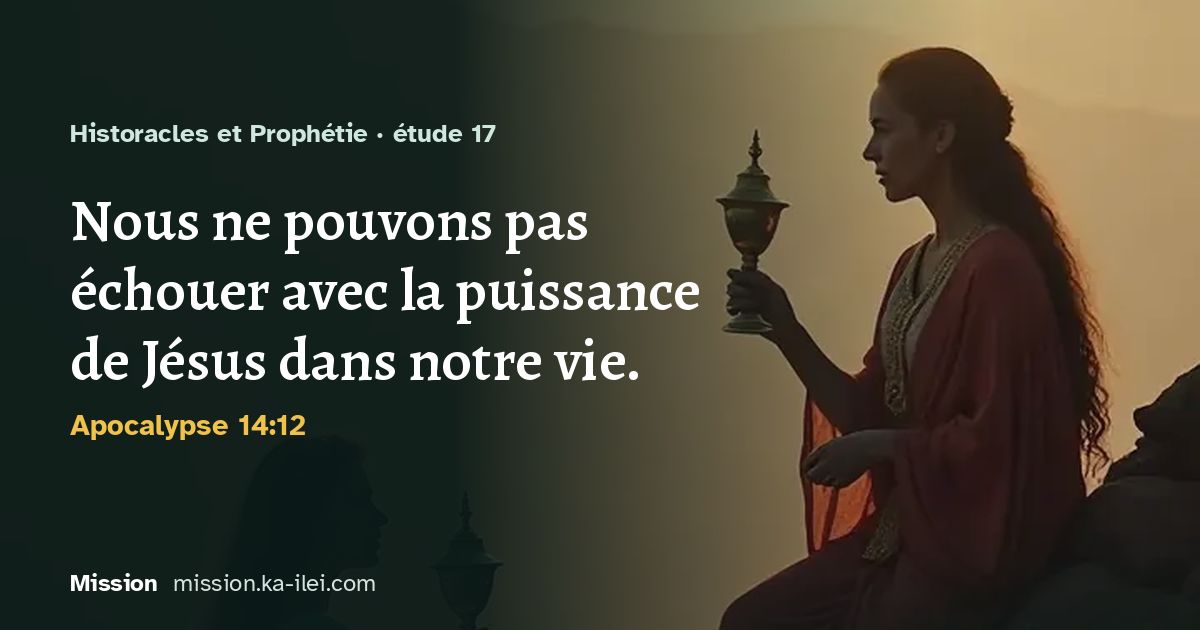 Historacles et Prophétie · étude 17
Nous ne pouvons pas
échouer avec la puissance
de Jésus dans notre vie.
Apocalypse 14:12
Mission mission.ka-ilei.com